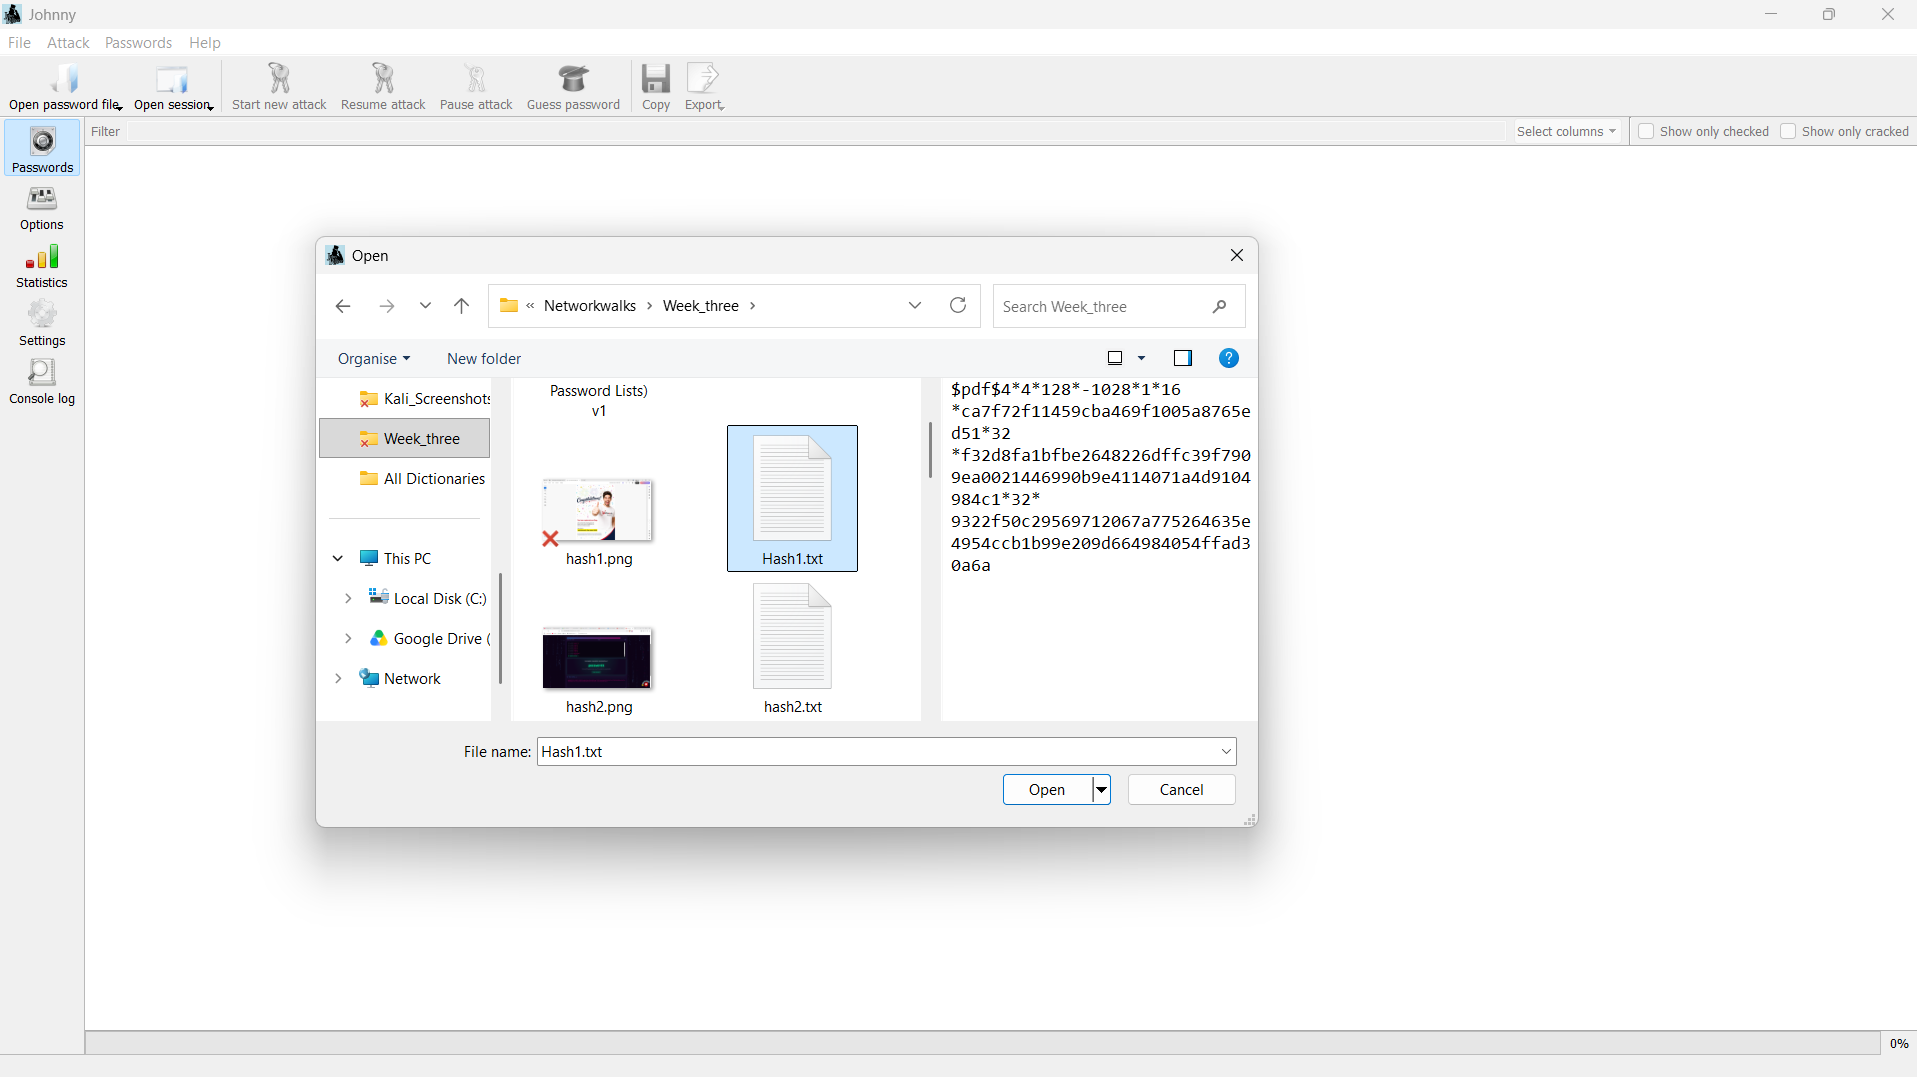 Johnny
File Attack Passwords Help
Open password file Open session Start new attack Resume attack Pause attack Guess password Copy Export
Passwords
Options
Statistics
Settings
Console log
Filter
Select columns
Show only checked
Show only cracked
Open
« Networkwalks > Week_three >
Search Week_three
Organise
New folder
Kali_Screenshots
Week_three
All Dictionaries
This PC
Local Disk (C:)
Google Drive (
Network
Password Lists)
v1
hash1.png
Hash1.txt
hash2.png
hash2.txt
$pdf$4*4*128*-1028*1*16
*ca7f72f11459cba469f1005a8765e
d51*32
*f32d8fa1bfbe2648226dffc39f790
9ea0021446990b9e4114071a4d9104
984c1*32*
9322f50c29569712067a775264635e
4954ccb1b99e209d664984054ffad3
0a6a
File name: Hash1.txt
Open
Cancel
0%